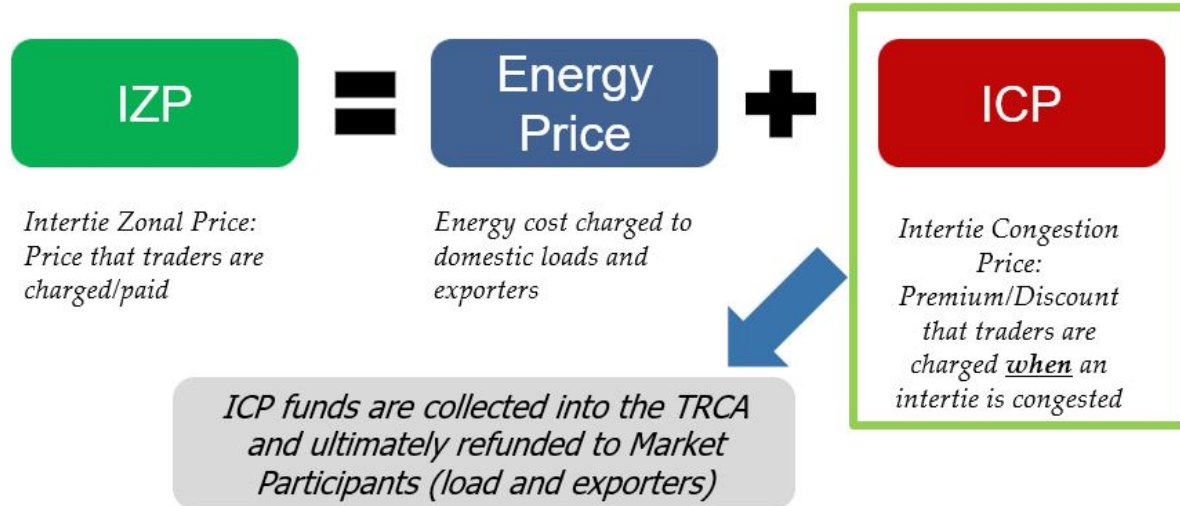 IZP
Energy
Price
ICP
Intertie Zonal Price:
Price that traders are
charged/paid
Energy cost charged to
domestic loads and
exporters
Intertie Congestion
Price:
Premium/Discount
that traders are
charged when an
intertie is congested
ICP funds are collected into the TRCA
and ultimately refunded to Market
Participants (load and exporters)